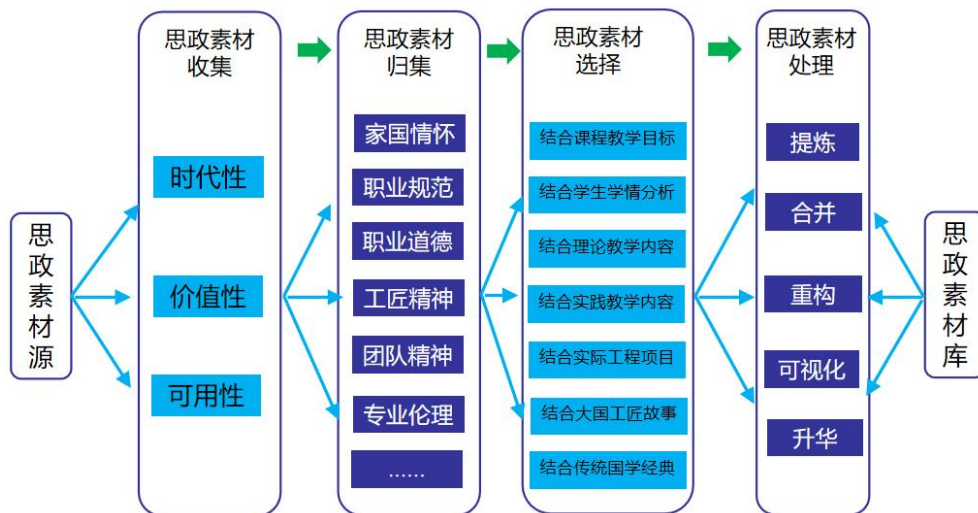 思政素材源
思政素材
收集
时代性
价值性
可用性
思政素材
归集
家国情怀
职业规范
职业道德
工匠精神
团队精神
专业伦理
……
思政素材
选择
结合课程教学目标
结合学生学情分析
结合理论教学内容
结合实践教学内容
结合实际工程项目
结合大国工匠故事
结合传统国学经典
思政素材
处理
提炼
合并
重构
可视化
升华
思政素材库